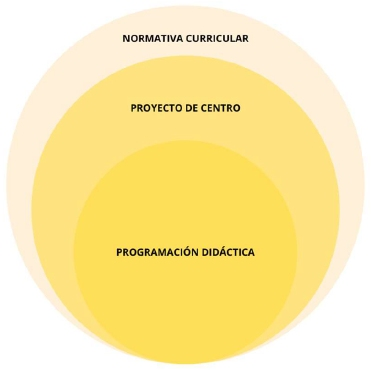 NORMATIVA CURRICULAR
PROYECTO DE CENTRO
PROGRAMACIÓN DIDÁCTICA